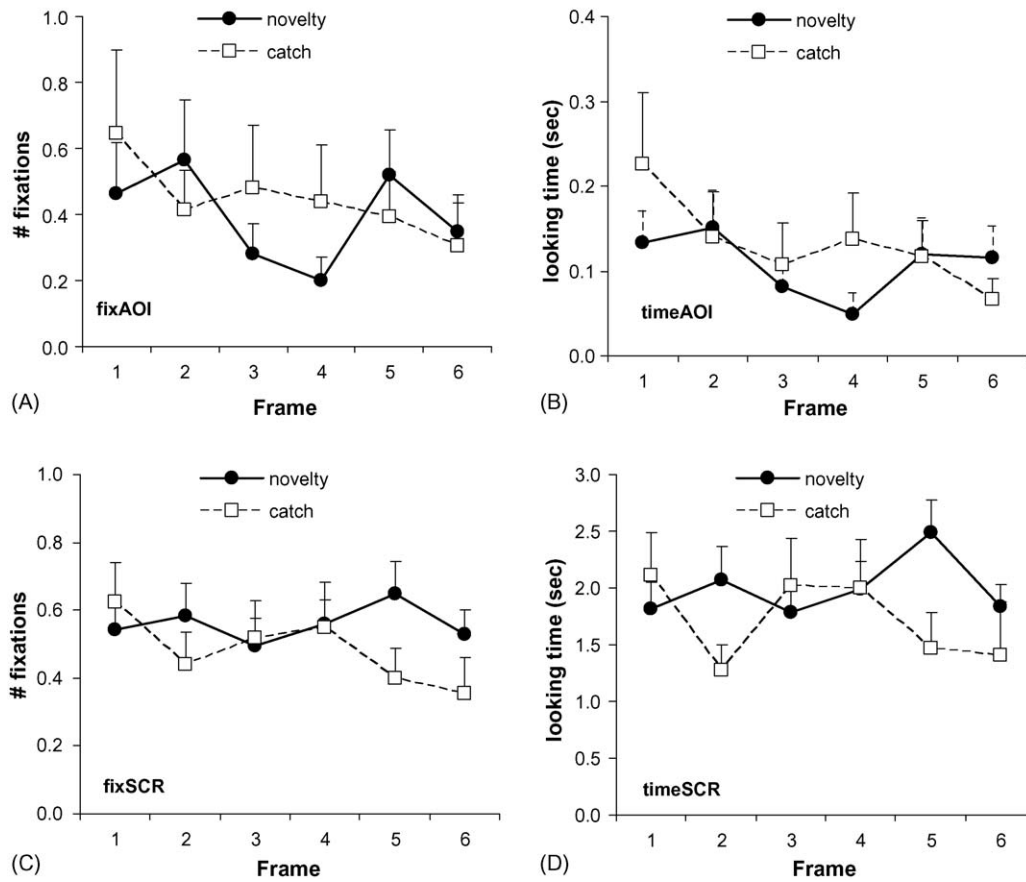 novelty
catch
1.0
0.8
0.6
0.4
0.2
0.0
# fixations
fixAOI
1 2 3 4 5 6
Frame
(A)
novelty
catch
0.4
0.3
0.2
0.1
0.0
looking time (sec)
timeAOI
1 2 3 4 5 6
Frame
(B)
novelty
catch
1.0
0.8
0.6
0.4
0.2
0.0
# fixations
fixSCR
1 2 3 4 5 6
Frame
(C)
novelty
catch
3.0
2.5
2.0
1.5
1.0
0.5
0.0
looking time (sec)
timeSCR
1 2 3 4 5 6
Frame
(D)